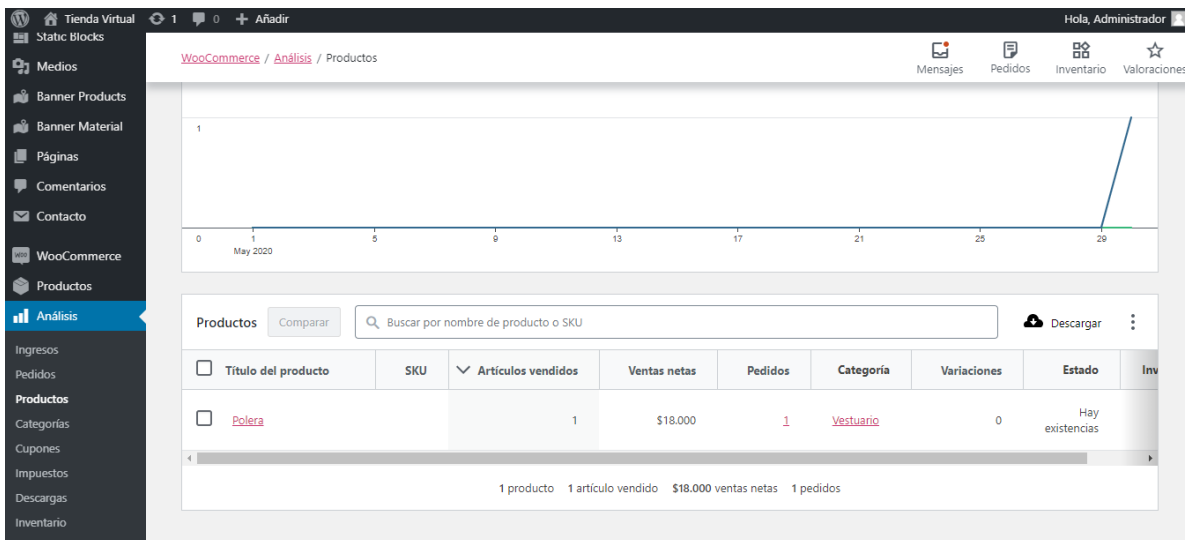 Tienda Virtual 1 0 + Añadir Hola, Administrador
Static Blocks
Medios
Banner Products
Banner Material
Páginas
Comentarios
Contacto
WooCommerce
Productos
Análisis
Ingresos
Pedidos
Productos
Categorías
Cupones
Impuestos
Descargas
Inventario
WooCommerce / Análisis / Productos
Mensajes Pedidos Inventario Valoraciones
1
0 1 5 9 13 17 21 25 29
May 2020
Productos Comparar Buscar por nombre de producto o SKU Descargar
Título del producto SKU Artículos vendidos Ventas netas Pedidos Categoría Variaciones Estado Inv
Polera 1 $18.000 1 Vestuario 0 Hay
existencias
1 producto 1 artículo vendido $18.000 ventas netas 1 pedidos